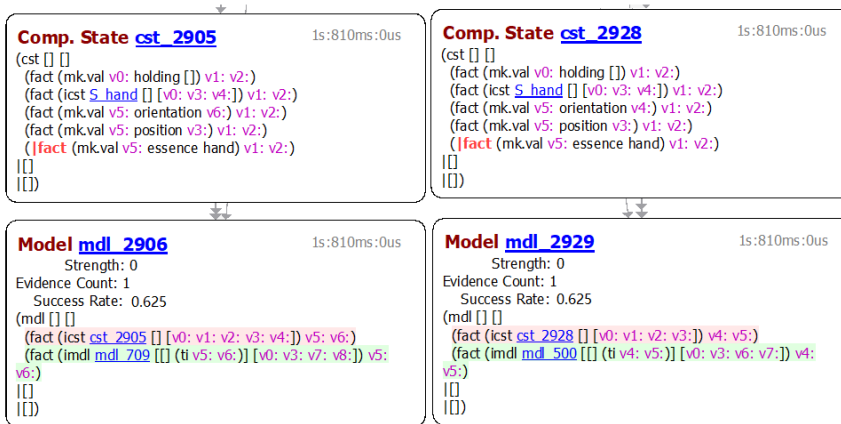 Comp. State cst_2905 1s:810ms:0us
(cst [] []
(fact (mk.val v0: holding []) v1: v2:)
(fact (icst S_hand [] [v0: v3: v4:]) v1: v2:)
(fact (mk.val v5: orientation v6:) v1: v2:)
(fact (mk.val v5: position v3:) v1: v2:)
(|fact (mk.val v5: essence hand) v1: v2:)
|[]
|[])
Comp. State cst_2928 1s:810ms:0us
(cst [] []
(fact (mk.val v0: holding []) v1: v2:)
(fact (icst S_hand [] [v0: v3: v4:]) v1: v2:)
(fact (mk.val v5: orientation v4:) v1: v2:)
(fact (mk.val v5: position v3:) v1: v2:)
(|fact (mk.val v5: essence hand) v1: v2:)
|[]
|[])
Model mdl_2906 1s:810ms:0us
Strength: 0
Evidence Count: 1
Success Rate: 0.625
(mdl [] []
(fact (icst cst_2905 [] [v0: v1: v2: v3: v4:]) v5: v6:)
(fact (imdl mdl_709 [[] (ti v5: v6:)] [v0: v3: v7: v8:]) v5:
v6:)
|[]
|[])
Model mdl_2929 1s:810ms:0us
Strength: 0
Evidence Count: 1
Success Rate: 0.625
(mdl [] []
(fact (icst cst_2928 [] [v0: v1: v2: v3:]) v4: v5:)
(fact (imdl mdl_500 [[] (ti v4: v5:)] [v0: v3: v6: v7:]) v4:
v5:)
|[]
|[])